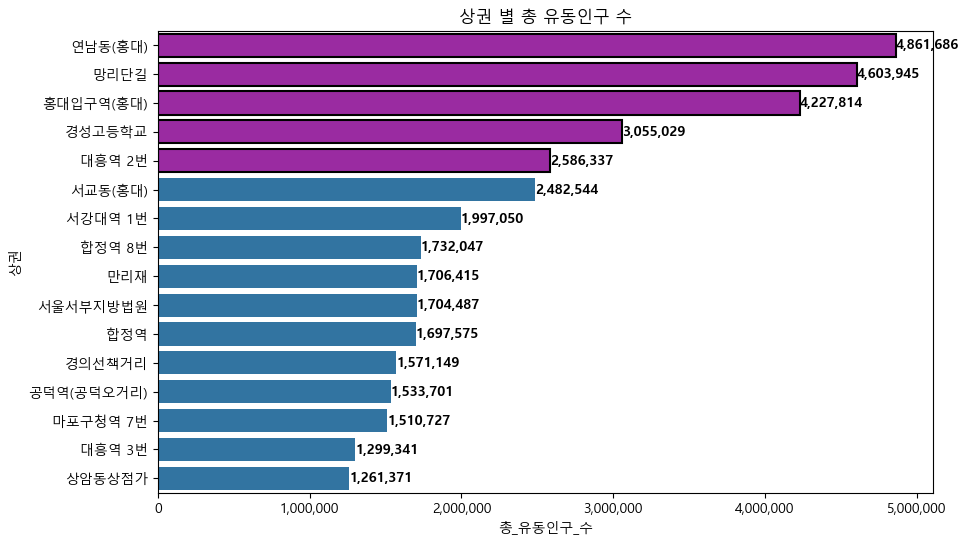 상권 별 총 유동인구 수
상권
연남동(홍대) 4,861,686
망리단길 4,603,945
홍대입구역(홍대) 4,227,814
경성고등학교 3,055,029
대흥역 2번 2,586,337
서교동(홍대) 2,482,544
서강대역 1번 1,997,050
합정역 8번 1,732,047
만리재 1,706,415
서울서부지방법원 1,704,487
합정역 1,697,575
경의선책거리 1,571,149
공덕역(공덕오거리) 1,533,701
마포구청역 7번 1,510,727
대흥역 3번 1,299,341
상암동상점가 1,261,371
0 1,000,000 2,000,000 3,000,000 4,000,000 5,000,000
총_유동인구_수